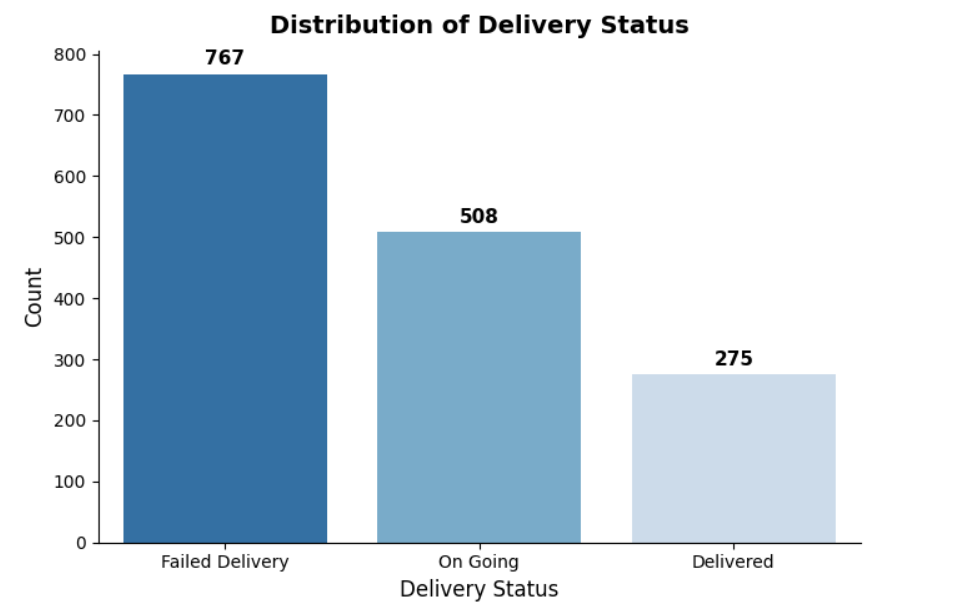 Distribution of Delivery Status
800
700
600
500
400
300
200
100
0
Count
767
508
275
Failed Delivery
On Going
Delivered
Delivery Status